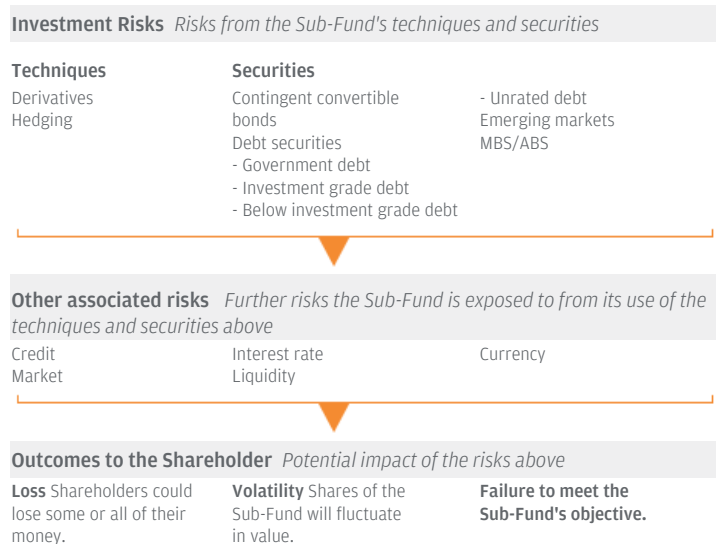 Investment Risks Risks from the Sub-Fund's techniques and securities
Techniques
Derivatives
Hedging
Securities
Contingent convertible
bonds
Debt securities
- Government debt
- Investment grade debt
- Below investment grade debt
- Unrated debt
Emerging markets
MBS/ABS
Other associated risks Further risks the Sub-Fund is exposed to from its use of the
techniques and securities above
Credit
Market
Interest rate
Liquidity
Currency
Outcomes to the Shareholder Potential impact of the risks above
Loss Shareholders could
lose some or all of their
money.
Volatility Shares of the
Sub-Fund will fluctuate
in value.
Failure to meet the
Sub-Fund's objective.